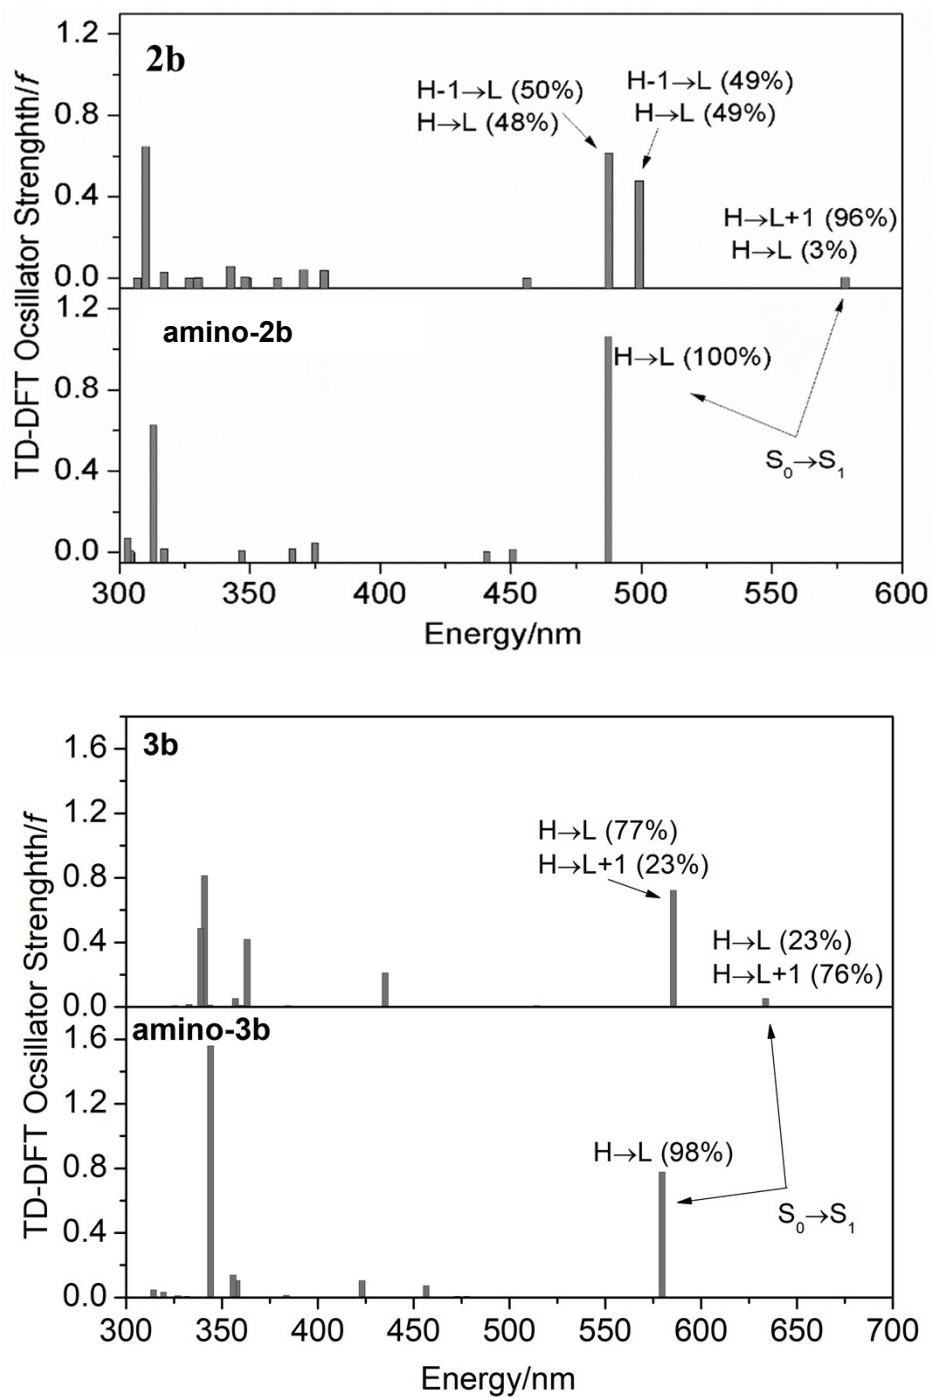 2b
H-1→L (50%)
H→L (48%)
H-1→L (49%)
H→L (49%)
H→L+1 (96%)
H→L (3%)
1.2
0.8
0.4
0.0
amino-2b
H→L (100%)
S0→S1
1.2
0.8
0.4
0.0
TD-DFT Ocsillator Strenghth/f
300 350 400 450 500 550 600
Energy/nm
3b
H→L (77%)
H→L+1 (23%)
H→L (23%)
H→L+1 (76%)
1.6
1.2
0.8
0.4
0.0
amino-3b
H→L (98%)
S0→S1
1.6
1.2
0.8
0.4
0.0
TD-DFT Ocsillator Strenghth/f
300 350 400 450 500 550 600 650 700
Energy/nm